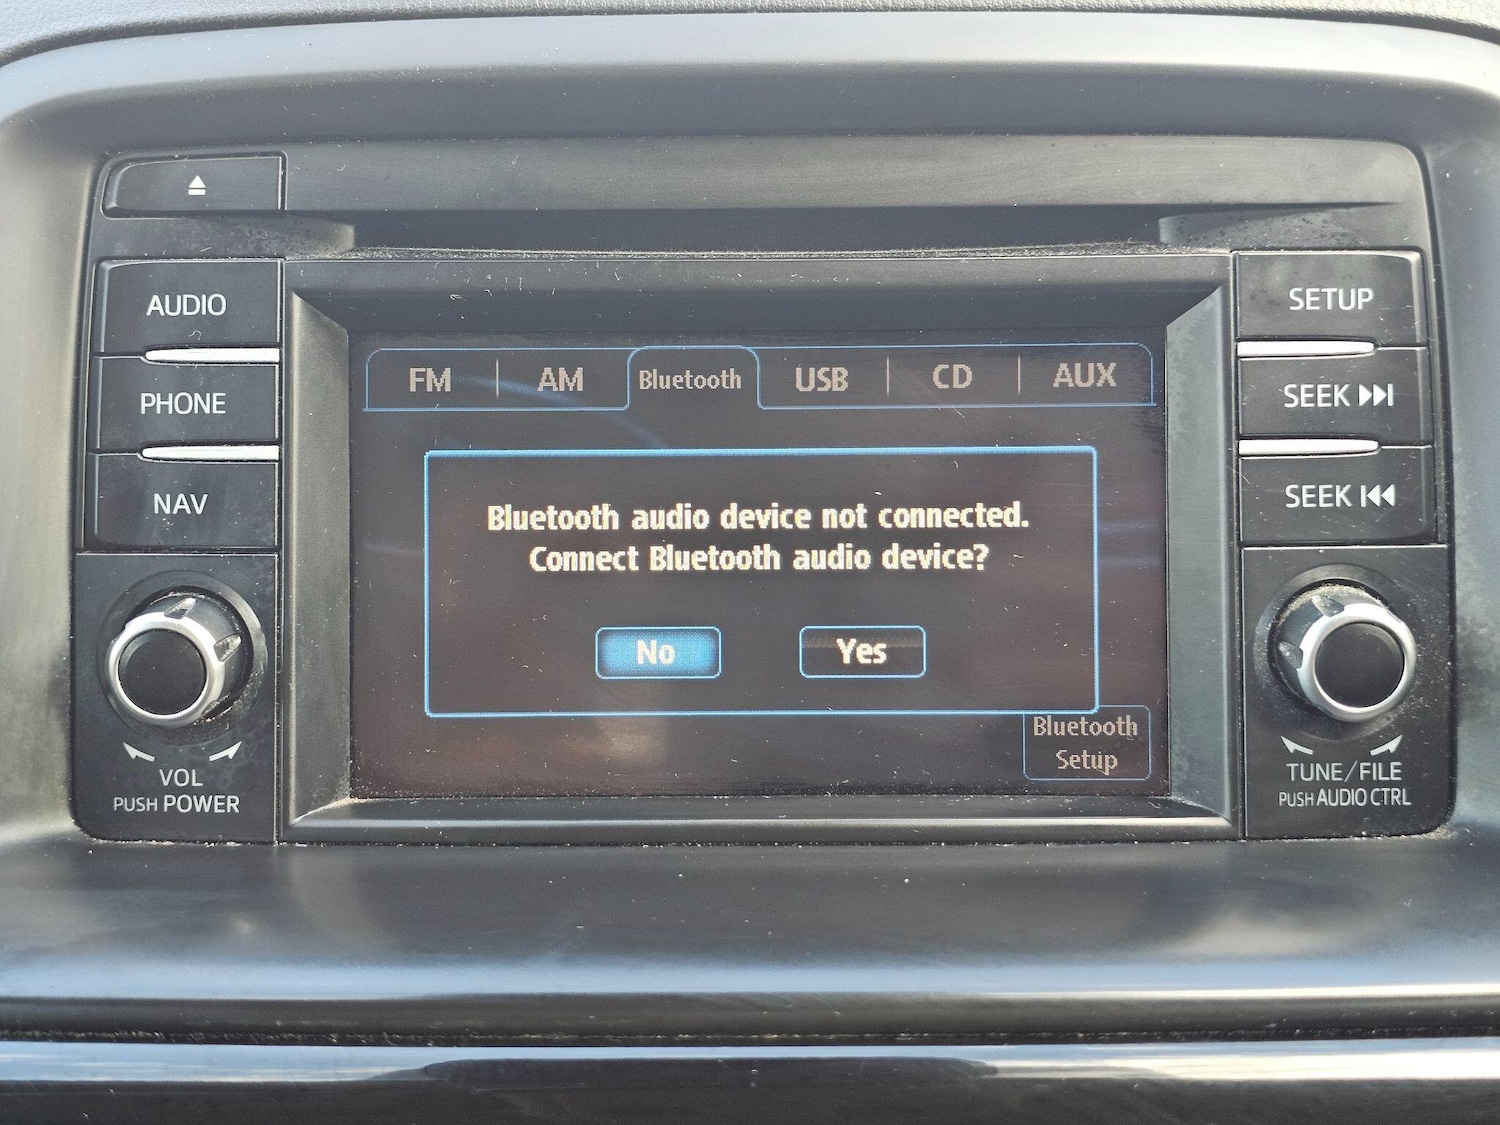 AUDIO
PHONE
NAV
VOL
PUSH POWER
FM AM Bluetooth USB CD AUX
Bluetooth audio device not connected.
Connect Bluetooth audio device?
No Yes
Bluetooth
Setup
SETUP
SEEK
SEEK
TUNE/FILE
PUSH AUDIO CTRL